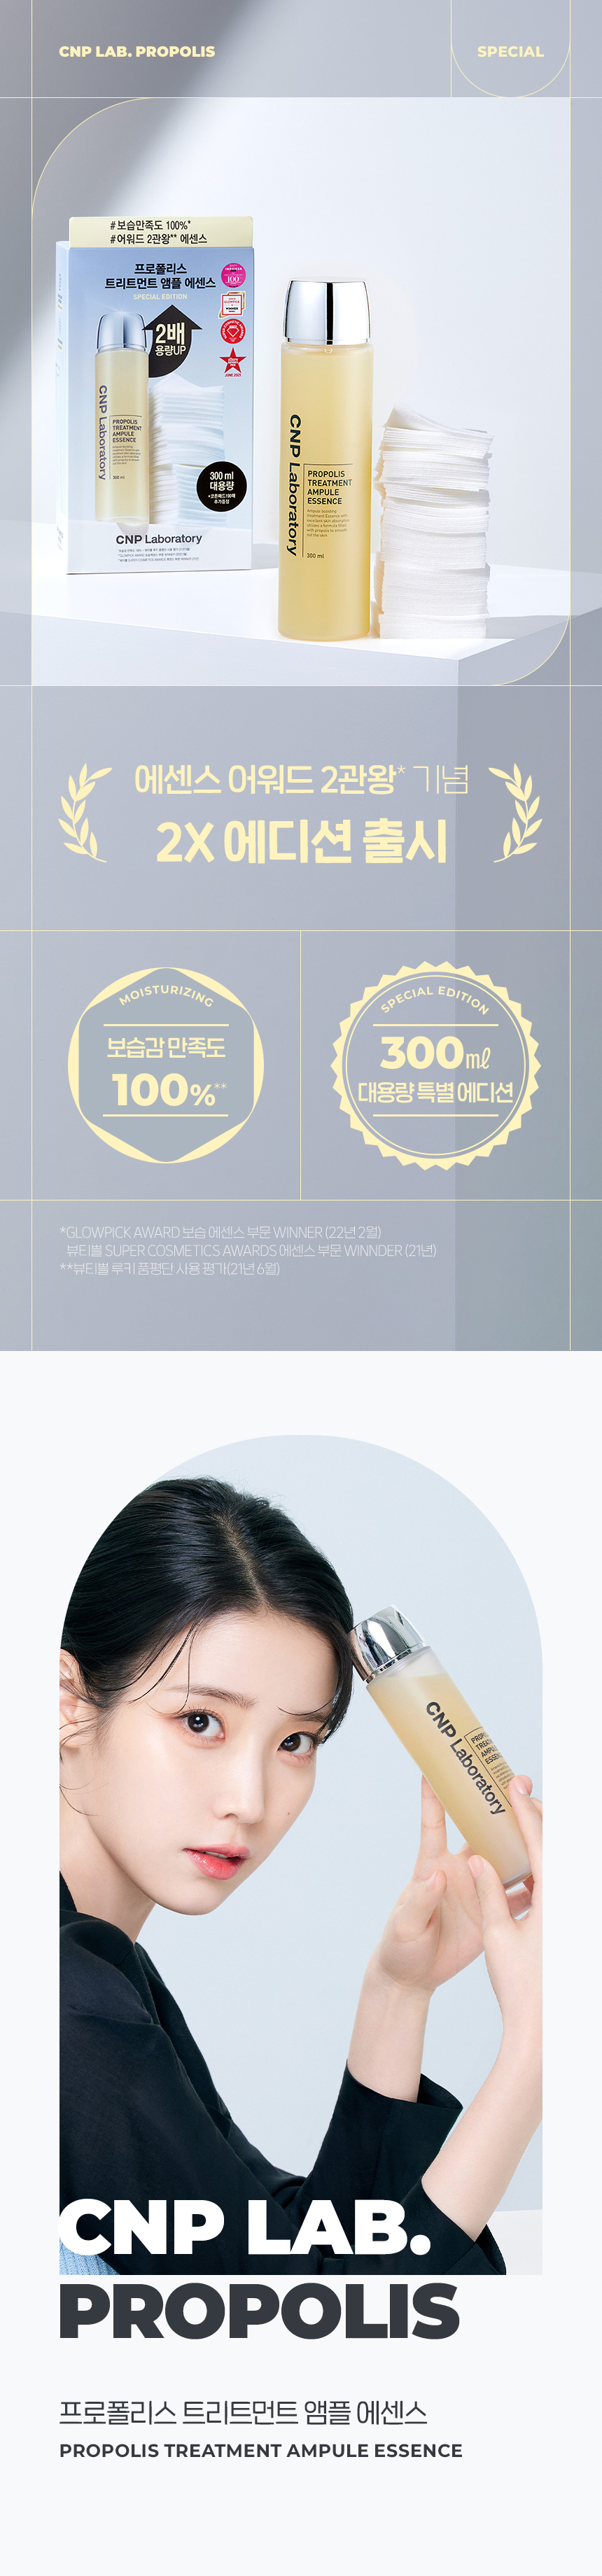 CNP LAB. PROPOLIS
SPECIAL
#보습만족도 100%*
#어워드 2관왕** 에센스
프로폴리스
트리트먼트 앰플 에센스
SPECIAL EDITION
2배
용량UP
CNP Laboratory
PROPOLIS
TREATMENT
AMPULE
ESSENCE
300 ml
300 ml
대용량
CNP Laboratory
CNP Laboratory
PROPOLIS
TREATMENT
AMPULE
ESSENCE
300 ml
에센스 어워드 2관왕* 기념
2X 에디션 출시
MOISTURIZING
보습감 만족도
100%**
SPECIAL EDITION
300㎖
대용량 특별 에디션
*GLOWPICK AWARD 보습 에센스 부문 WINNER (22년 2월)
뷰티쁠 SUPER COSMETICS AWARDS 에센스 부문 WINNDER (21년)
**뷰티쁠 루키 품평단 사용 평가(21년 6월)
CNP Laboratory
CNP LAB.
PROPOLIS
프로폴리스 트리트먼트 앰플 에센스
PROPOLIS TREATMENT AMPULE ESSENCE